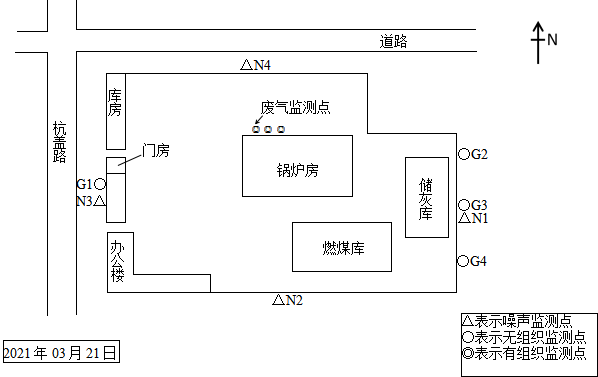 道路
N
△N4
库房
杭盖路
废气监测点
门房
锅炉房
G2
G1
N3
储灰库
G3
N1
办公楼
燃煤库
G4
△N2
△表示噪声监测点
○表示无组织监测点
◎表示有组织监测点
2021年03月21日